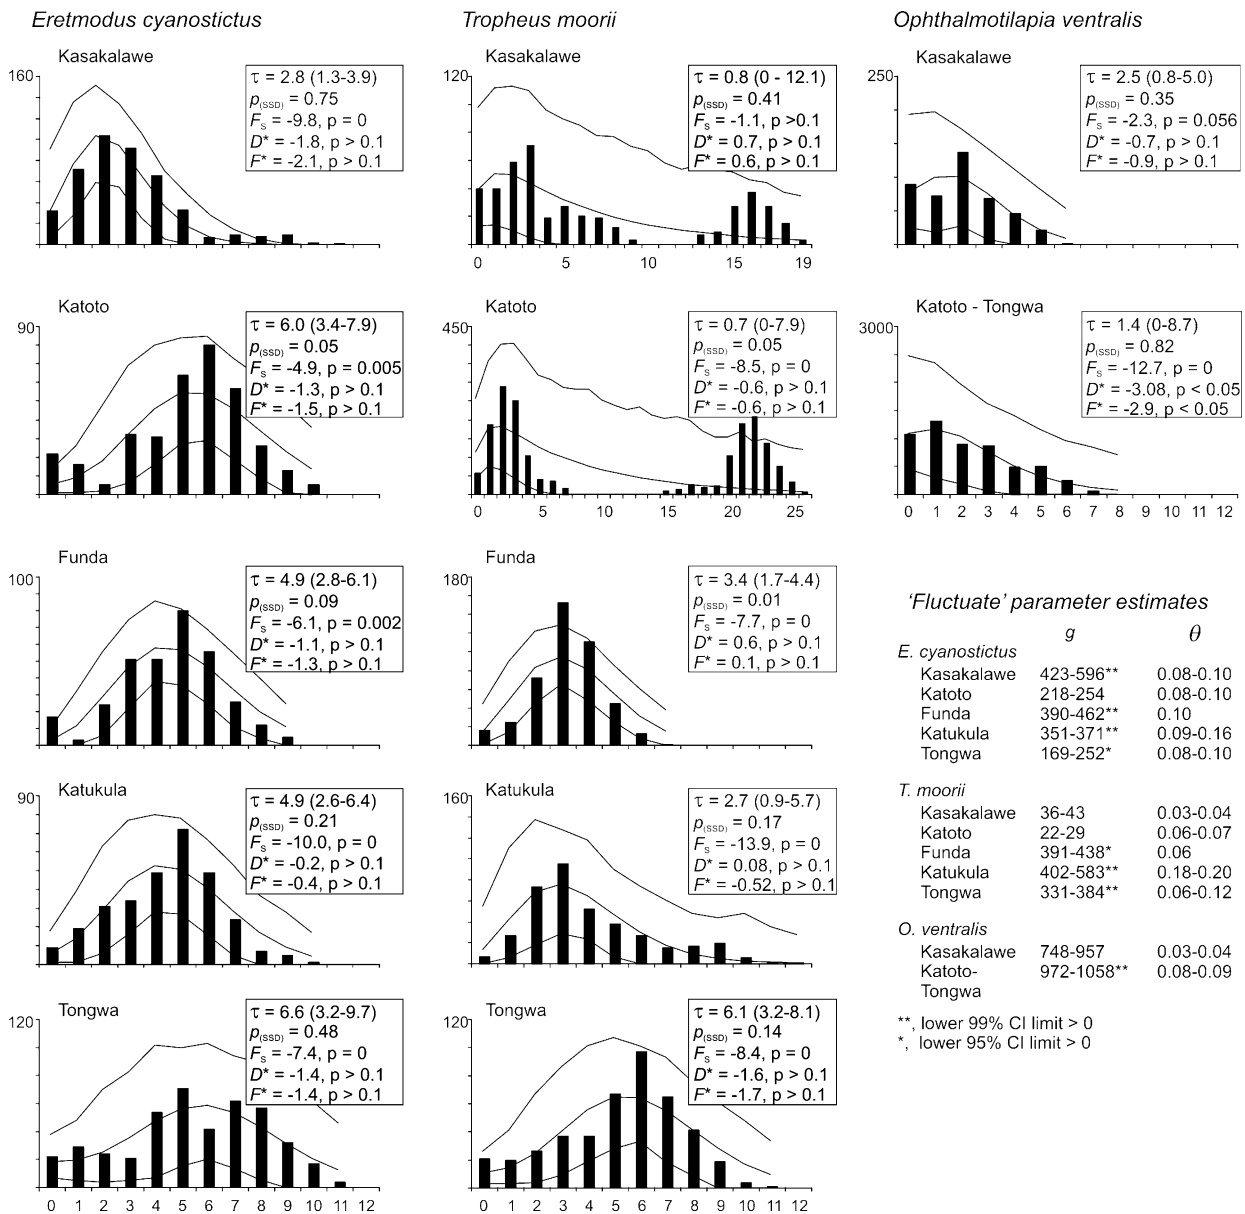 Eretmodus cyanostictus
Kasakalawe
160
τ = 2.8 (1.3-3.9)
p(SSD) = 0.75
FS = -9.8, p = 0
D* = -1.8, p > 0.1
F* = -2.1, p > 0.1
Katoto
90
τ = 6.0 (3.4-7.9)
p(SSD) = 0.05
FS = -4.9, p = 0.005
D* = -1.3, p > 0.1
F* = -1.5, p > 0.1
Funda
100
τ = 4.9 (2.8-6.1)
p(SSD) = 0.09
FS = -6.1, p = 0.002
D* = -1.1, p > 0.1
F* = -1.3, p > 0.1
Katukula
90
τ = 4.9 (2.6-6.4)
p(SSD) = 0.21
FS = -10.0, p = 0
D* = -0.2, p > 0.1
F* = -0.4, p > 0.1
Tongwa
120
τ = 6.6 (3.2-9.7)
p(SSD) = 0.48
FS = -7.4, p = 0
D* = -1.4, p > 0.1
F* = -1.4, p > 0.1
0 1 2 3 4 5 6 7 8 9 10 11 12
Tropheus moorii
Kasakalawe
120
τ = 0.8 (0 - 12.1)
p(SSD) = 0.41
FS = -1.1, p >0.1
D* = 0.7, p > 0.1
F* = 0.6, p > 0.1
0 5 10 15 19
Katoto
450
τ = 0.7 (0-7.9)
p(SSD) = 0.05
FS = -8.5, p = 0
D* = -0.6, p > 0.1
F* = -0.6, p > 0.1
0 5 10 15 20 25
Funda
180
τ = 3.4 (1.7-4.4)
p(SSD) = 0.01
FS = -7.7, p = 0
D* = 0.6, p > 0.1
F* = 0.1, p > 0.1
Katukula
160
τ = 2.7 (0.9-5.7)
p(SSD) = 0.17
FS = -13.9, p = 0
D* = 0.08, p > 0.1
F* = -0.52, p > 0.1
Tongwa
120
τ = 6.1 (3.2-8.1)
p(SSD) = 0.14
FS = -8.4, p = 0
D* = -1.6, p > 0.1
F* = -1.7, p > 0.1
0 1 2 3 4 5 6 7 8 9 10 11 12
Ophthalmotilapia ventralis
Kasakalawe
250
τ = 2.5 (0.8-5.0)
p(SSD) = 0.35
FS = -2.3, p = 0.056
D* = -0.7, p > 0.1
F* = -0.9, p > 0.1
Katoto - Tongwa
3000
τ = 1.4 (0-8.7)
p(SSD) = 0.82
FS = -12.7, p = 0
D* = -3.08, p < 0.05
F* = -2.9, p < 0.05
0 1 2 3 4 5 6 7 8 9 10 11 12
'Fluctuate' parameter estimates
g θ
E. cyanostictus
Kasakalawe 423-596** 0.08-0.10
Katoto 218-254 0.08-0.10
Funda 390-462** 0.10
Katukula 351-371** 0.09-0.16
Tongwa 169-252* 0.08-0.10
T. moorii
Kasakalawe 36-43 0.03-0.04
Katoto 22-29 0.06-0.07
Funda 391-438* 0.06
Katukula 402-583** 0.18-0.20
Tongwa 331-384** 0.06-0.12
O. ventralis
Kasakalawe 748-957 0.03-0.04
Katoto- 972-1058** 0.08-0.09
Tongwa
**, lower 99% CI limit > 0
*, lower 95% CI limit > 0